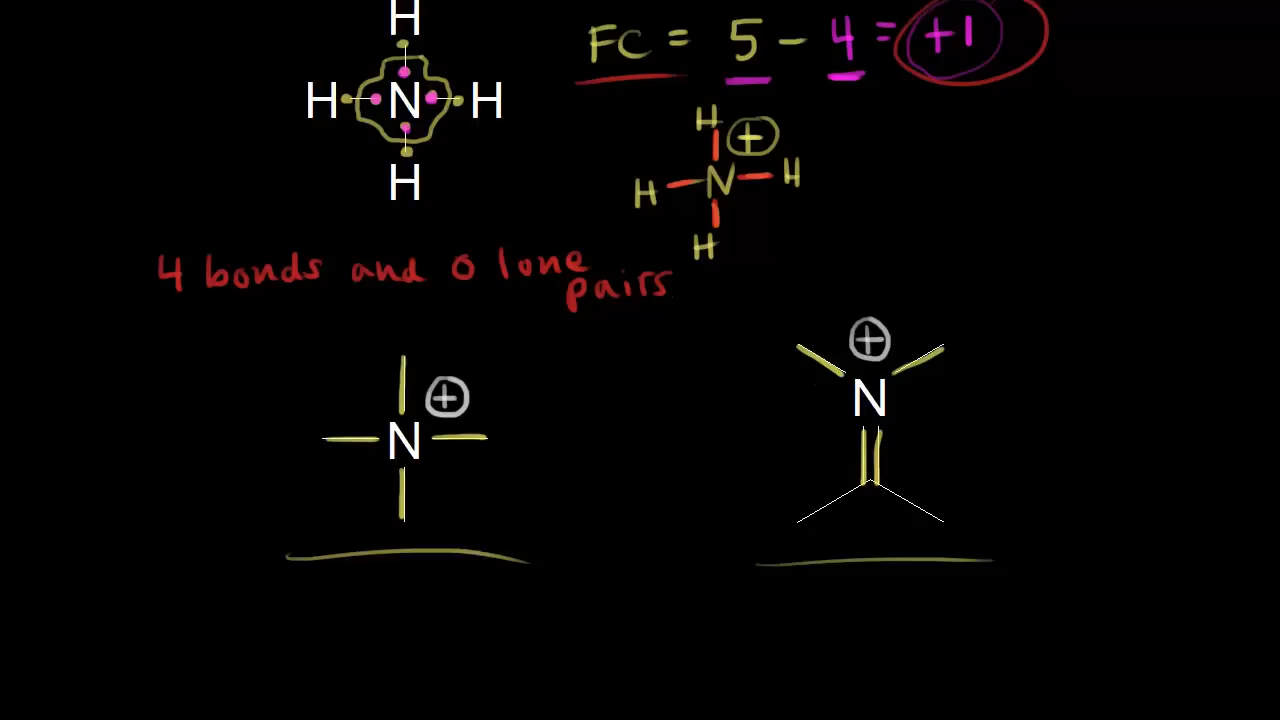 H
FC = 5 - 4 = +1
H N H
H
H +
H N H
H
4 bonds and 0 lone
pairs
+
N
+
N